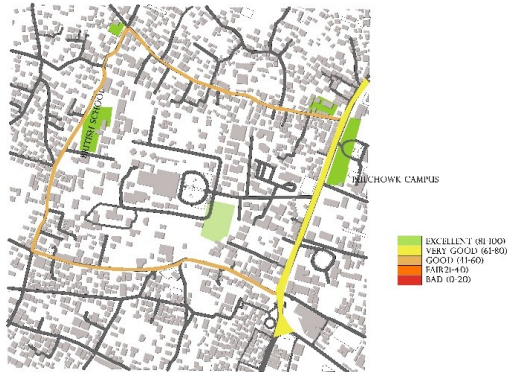 BRITISH SCHOOL
PULCHOWK CAMPUS
EXCELLENT (81-100)
VERY GOOD (61-80)
GOOD (41-60)
FAIR(21-40)
BAD (0-20)